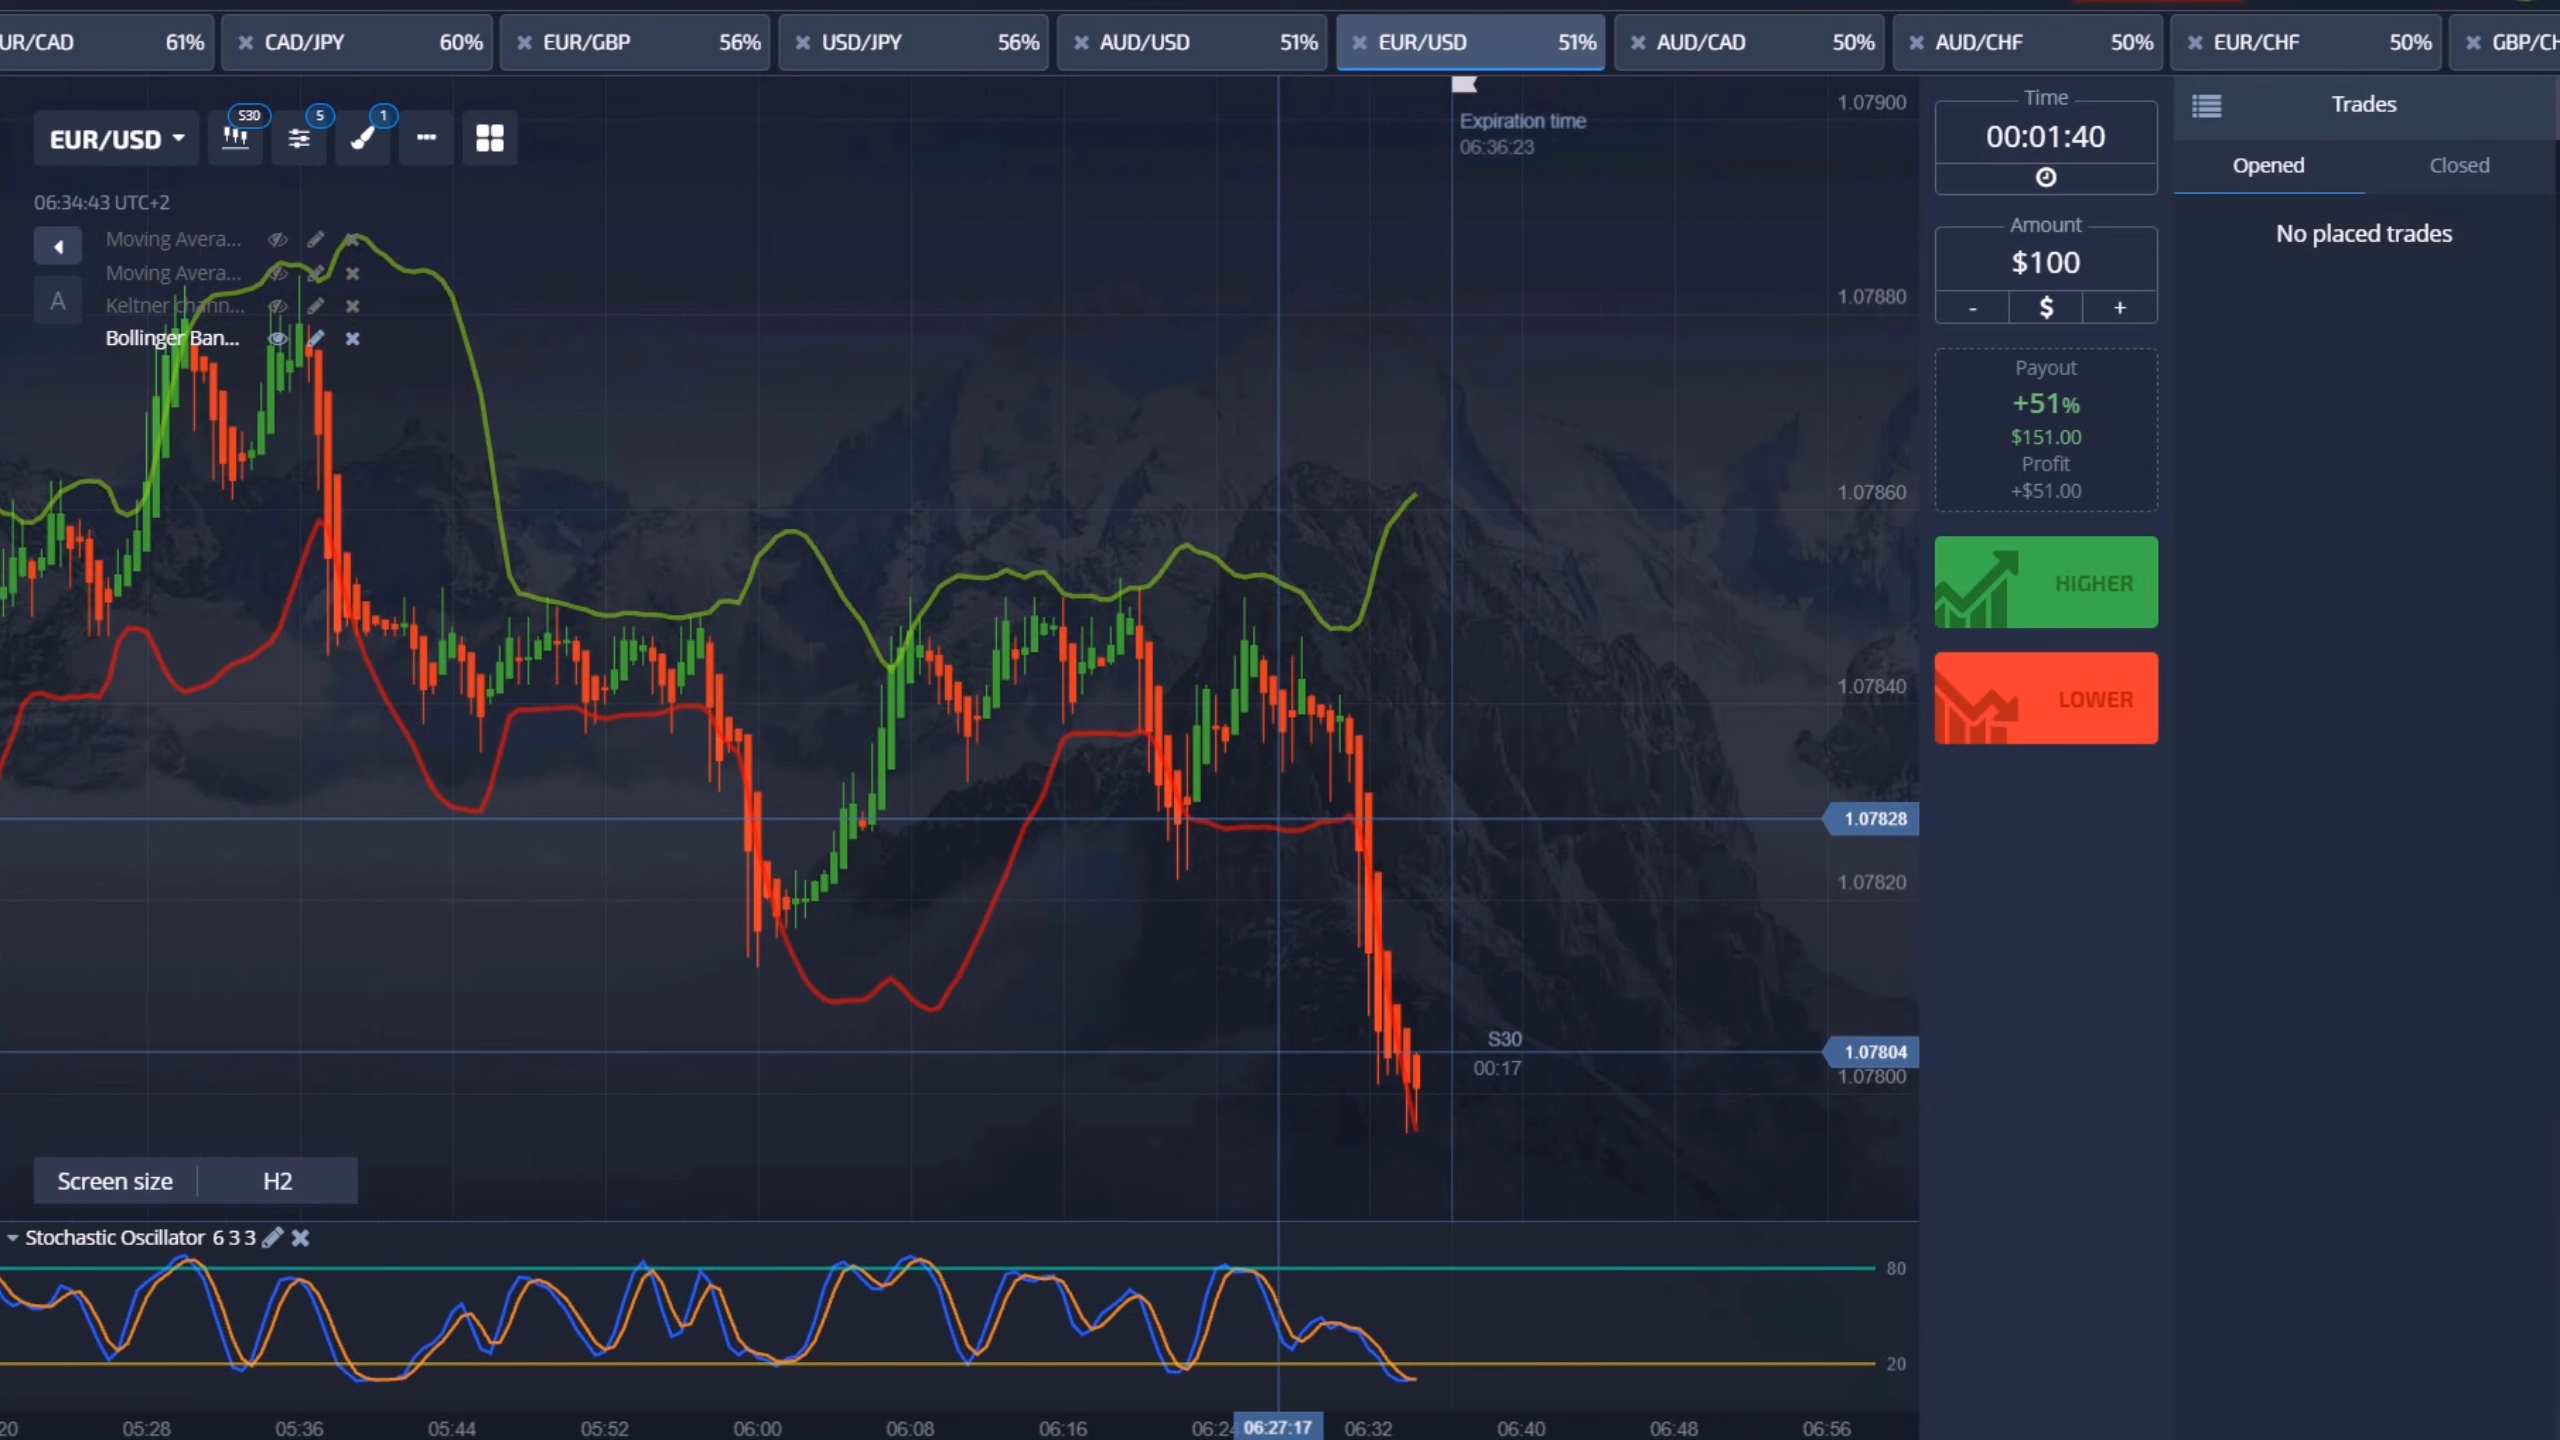 UR/CAD 61%
CAD/JPY 60%
EUR/GBP 56%
USD/JPY 56%
AUD/USD 51%
EUR/USD 51%
AUD/CAD 50%
AUD/CHF 50%
EUR/CHF 50%
GBP/CH
EUR/USD
S30
5
1
06:34:43 UTC+2
Moving Avera...
Moving Avera...
A
Keltner chann...
Bollinger Ban...
Expiration time
06:36:23
1.07900
1.07880
1.07860
1.07840
1.07828
1.07820
1.07804
1.07800
S30
00:17
Screen size H2
Stochastic Oscillator 6 3 3
80
20
20
05:28
05:36
05:44
05:52
06:00
06:08
06:16
06:24
06:27:17
06:32
06:40
06:48
06:56
Time
00:01:40
Amount
$100
- $ +
Payout
+51%
$151.00
Profit
+$51.00
HIGHER
LOWER
Trades
Opened Closed
No placed trades